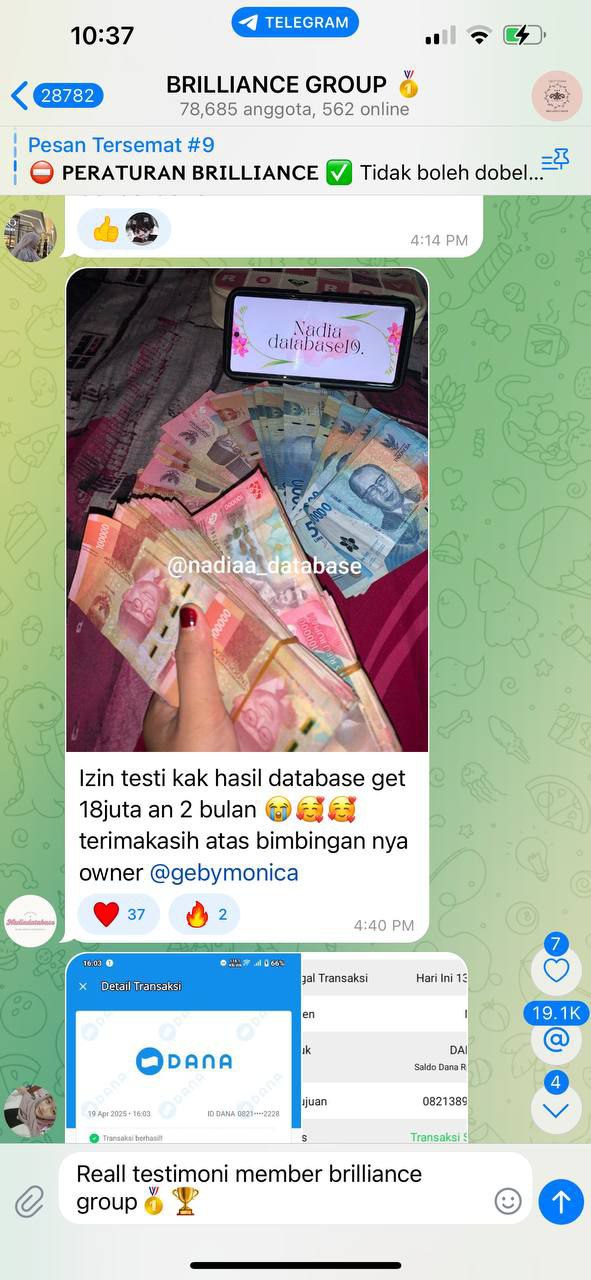 10:37
TELEGRAM
28782
BRILLIANCE GROUP 🏅
78,685 anggota, 562 online
Pesan Tersemat #9
⛔ PERATURAN BRILLIANCE ✅ Tidak boleh dobel...
4:14 PM
Nadia
database19.
@nadiaa_database
100000
Izin testi kak hasil database get
18juta an 2 bulan 😭🥰🥰
terimakasih atas bimbingan nya
owner @gebymonica
❤️ 37 🔥 2
4:40 PM
7
19.1K
@
4
16.03
66%
Detail Transaksi
DANA
19 Apr 2025 • 16:03
ID DANA 0821••••2228
Transaksi berhasil!
gal Transaksi
Hari Ini 13
en
uk
DA
Saldo Dana R
ujuan
0821389
s
Transaksi S
Reall testimoni member brilliance
group🏅🏆